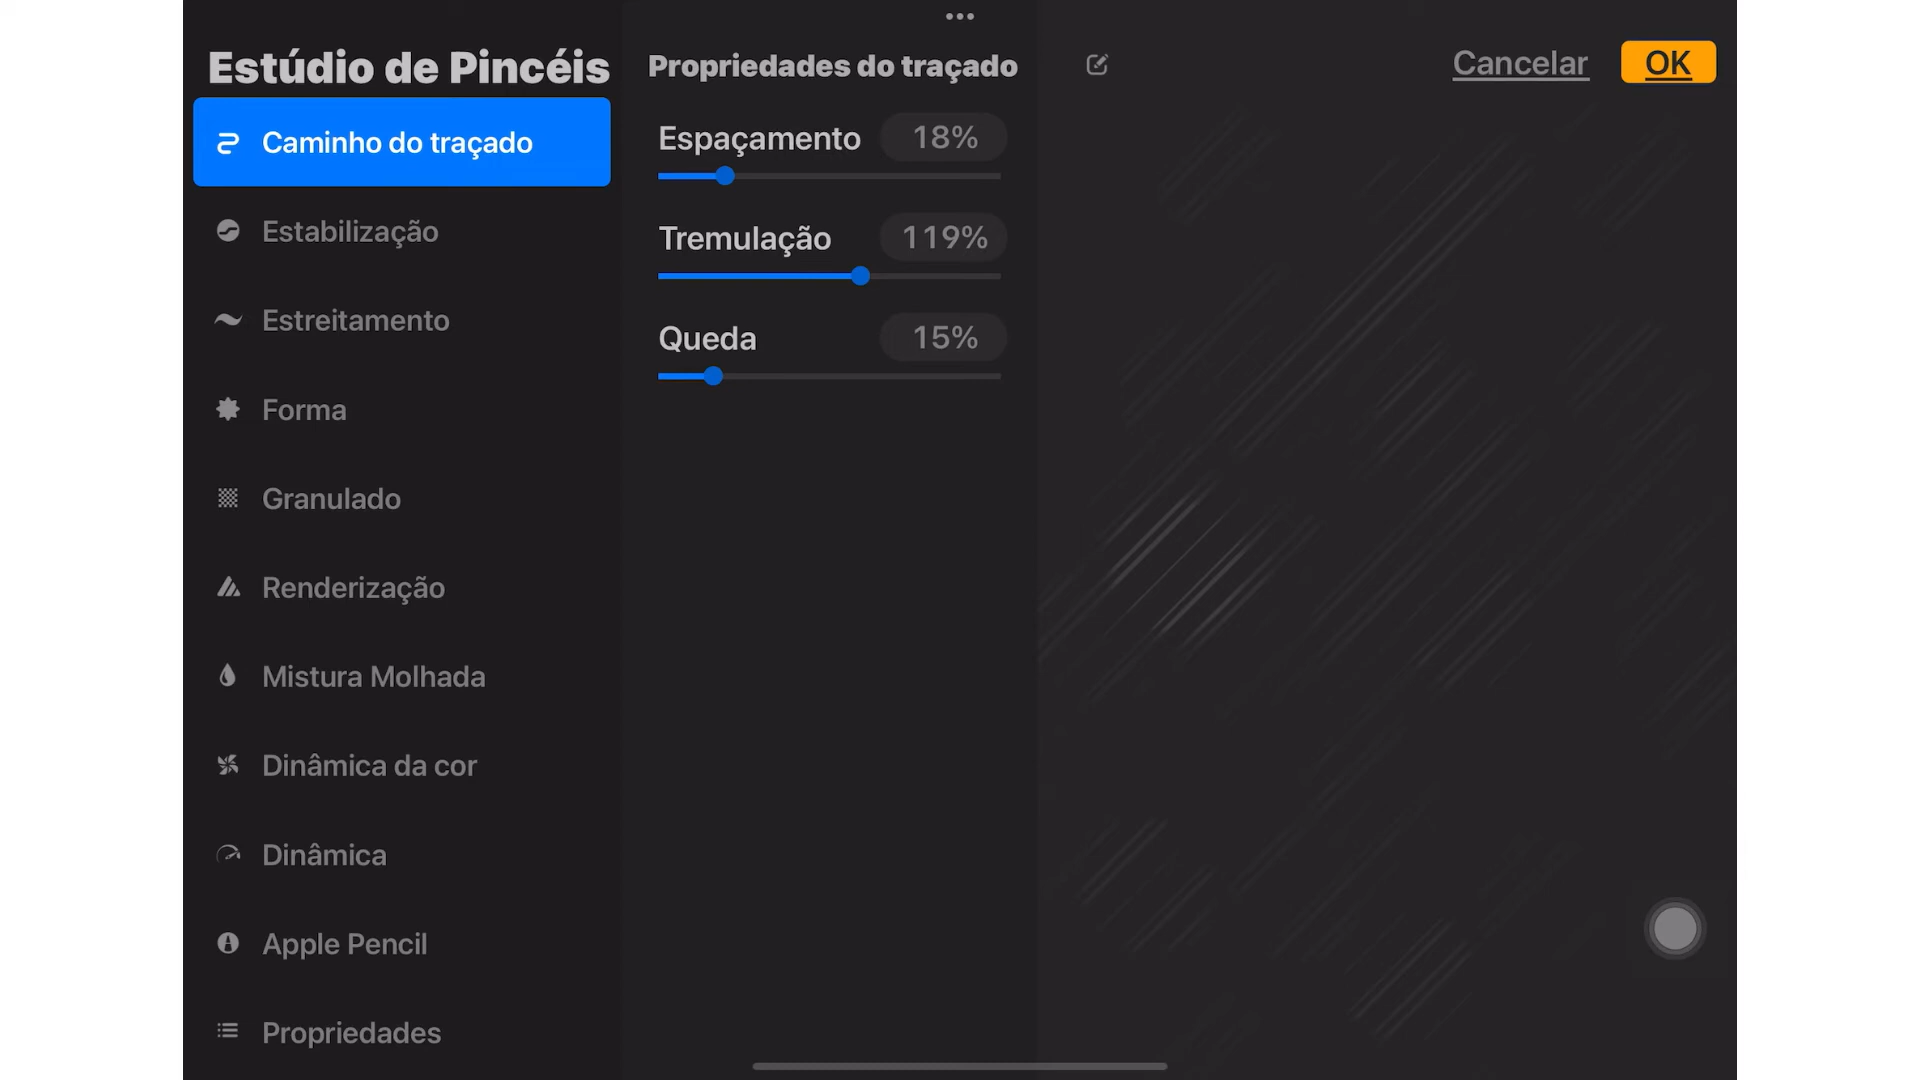 Estúdio de Pincéis
Caminho do traçado
Estabilização
Estreitamento
Forma
Granulado
Renderização
Mistura Molhada
Dinâmica da cor
Dinâmica
Apple Pencil
Propriedades
Propriedades do traçado
Espaçamento 18%
Tremulação 119%
Queda 15%
Cancelar OK